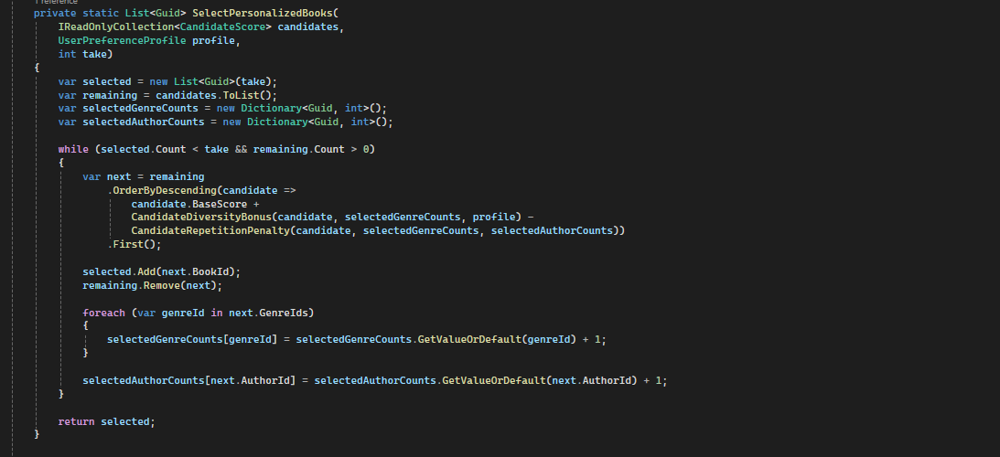 1 reference
private static List<Guid> SelectPersonalizedBooks(
    IReadOnlyCollection<CandidateScore> candidates,
    UserPreferenceProfile profile,
    int take)
{
    var selected = new List<Guid>(take);
    var remaining = candidates.ToList();
    var selectedGenreCounts = new Dictionary<Guid, int>();
    var selectedAuthorCounts = new Dictionary<Guid, int>();

    while (selected.Count < take && remaining.Count > 0)
    {
        var next = remaining
            .OrderByDescending(candidate =>
                candidate.BaseScore +
                CandidateDiversityBonus(candidate, selectedGenreCounts, profile) -
                CandidateRepetitionPenalty(candidate, selectedGenreCounts, selectedAuthorCounts))
            .First();

        selected.Add(next.BookId);
        remaining.Remove(next);

        foreach (var genreId in next.GenreIds)
        {
            selectedGenreCounts[genreId] = selectedGenreCounts.GetValueOrDefault(genreId) + 1;
        }

        selectedAuthorCounts[next.AuthorId] = selectedAuthorCounts.GetValueOrDefault(next.AuthorId) + 1;
    }

    return selected;
}